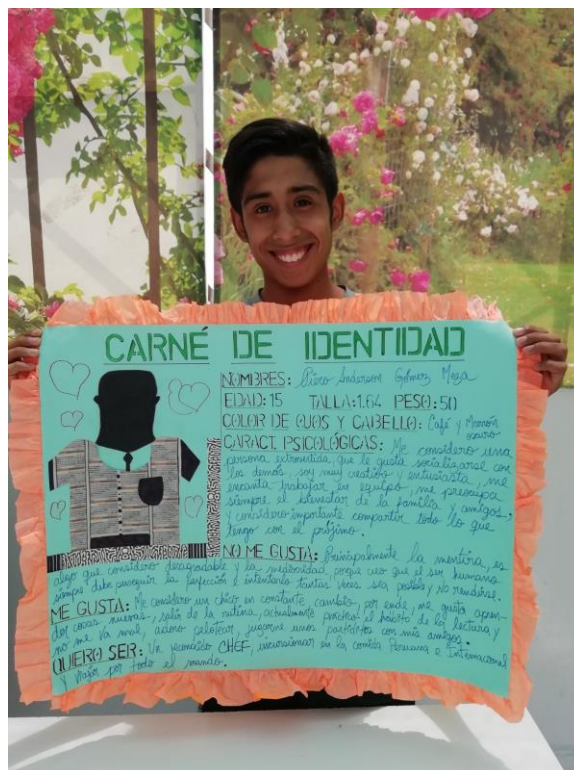 CARNÉ DE IDENTIDAD
NOMBRES: Piero Anderson Gómez Meza
EDAD: 15 TALLA: 1.64 PESO: 50
COLOR DE OJOS Y CABELLO: Café y Marrón
oscuro
CARACT. PSICOLÓGICAS: Me considero una
persona extrovertida, que le gusta socializarse con
los demás, soy muy creativo y entusiasta, me
encanta trabajar en equipo, me preocupa
siempre el bienestar de la familia y amigos,
y considero importante compartir todo lo que
tengo con el prójimo.
NO ME GUSTA: Principalmente la mentira, es
algo que considero desagradable y la mediocridad, porque creo que el ser humano
siempre debe perseguir la perfección e intentarlo tantas veces sea posible y no rendirse.
ME GUSTA: Me considero un chico en constante cambio, por ende, me gusta apren-
der cosas nuevas, salir de la rutina, actualmente práctico el hábito de la lectura y
no me va mal, adoro pelotear, jugarme unos partiditos con mis amigos.
QUIERO SER: Un reconocido CHEF, incursionar en la comida Peruana e Internacional
y viajar por todo el mundo.